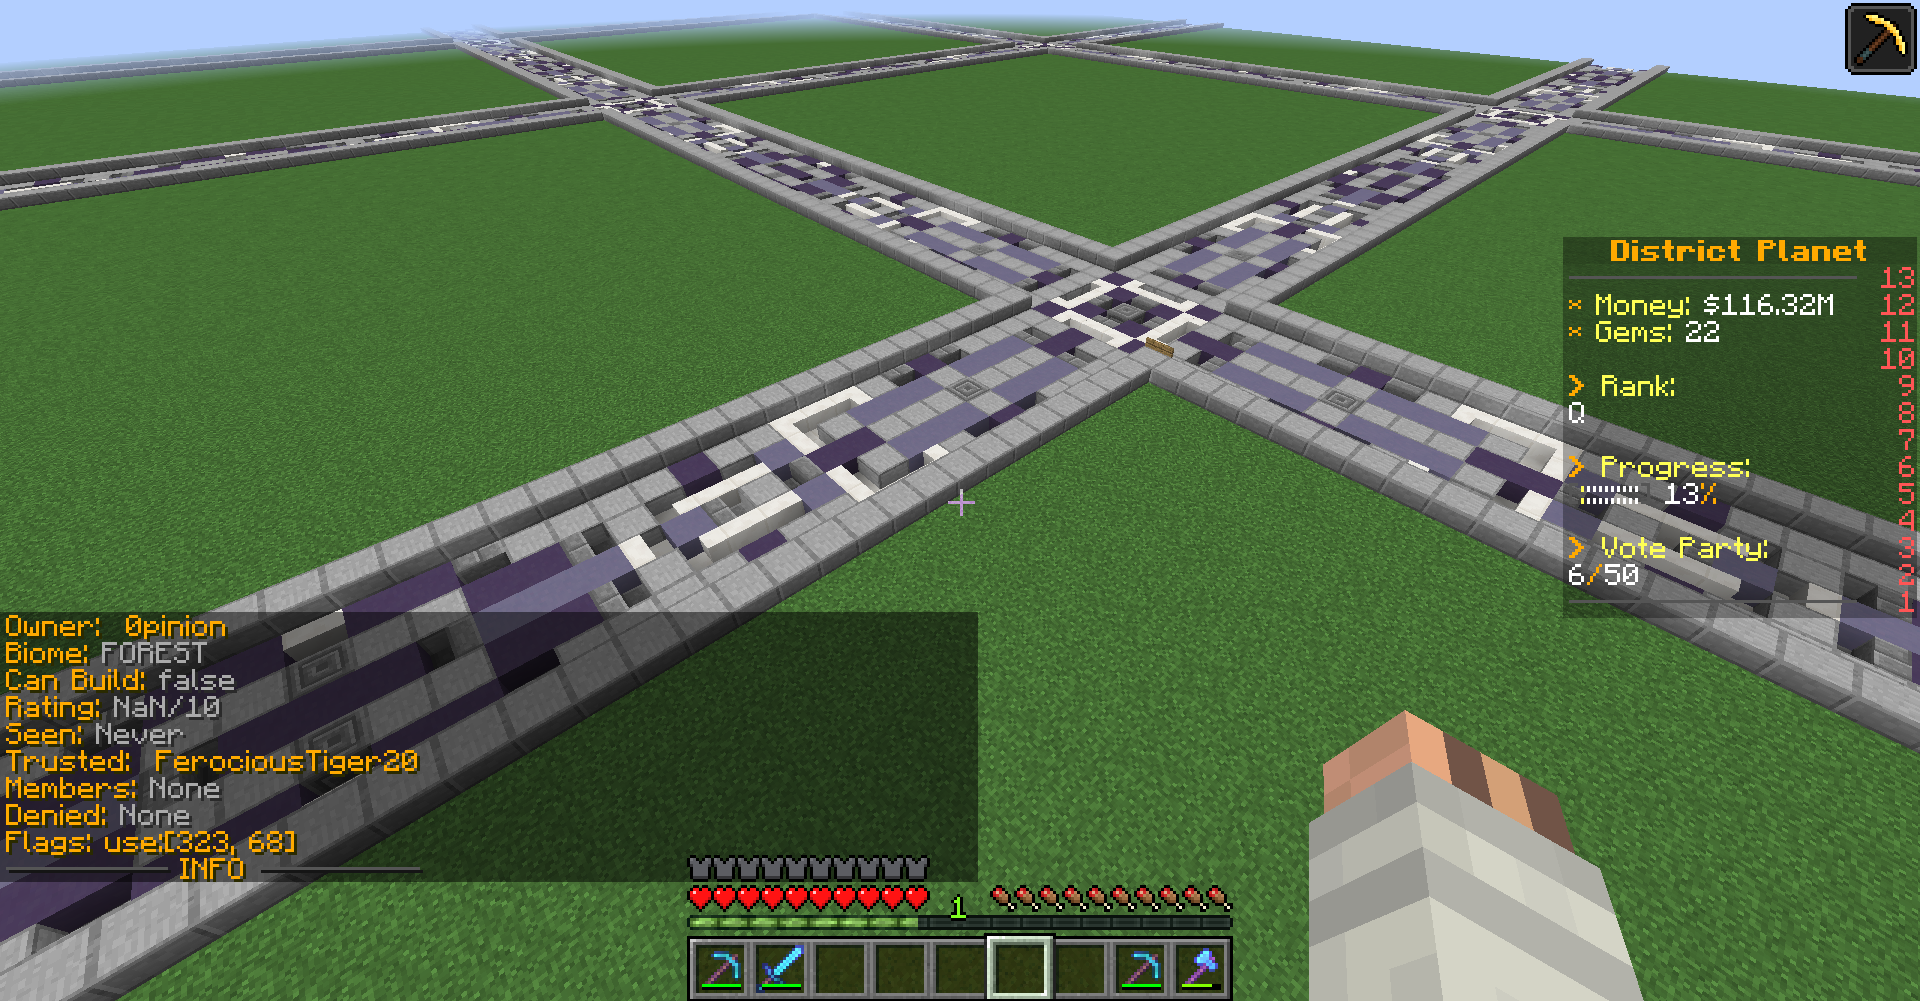 District Planet
13
× Money: $116.32M 12
× Gems: 22 11
10
> Rank: 9
Q 8
7
> Progress: 6
13% 5
4
> Vote Party: 3
6/50 2
1
Owner: 0pinion
Biome: FOREST
Can Build: false
Rating: NaN/10
Seen: Never
Trusted: FerociousTiger20
Members: None
Denied: None
Flags: use:[323, 68]
INFO
1